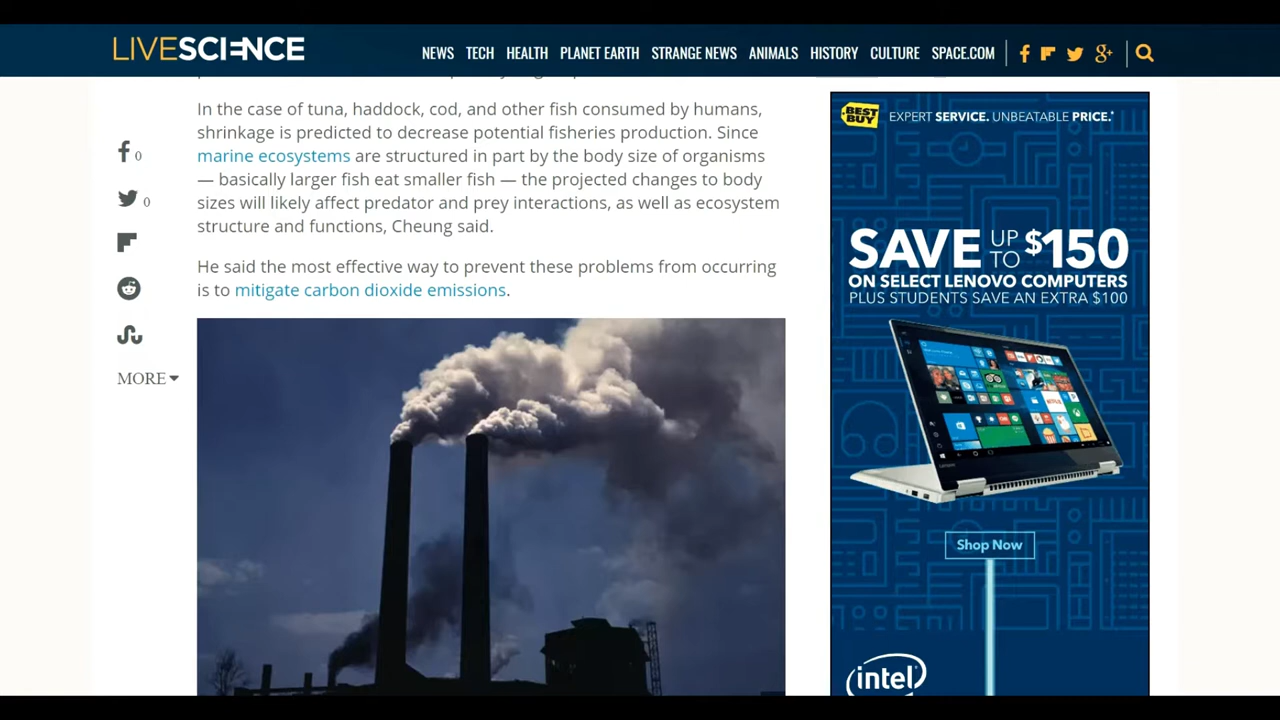 LIVESCIENCE
NEWS TECH HEALTH PLANET EARTH STRANGE NEWS ANIMALS HISTORY CULTURE SPACE.COM
In the case of tuna, haddock, cod, and other fish consumed by humans,
shrinkage is predicted to decrease potential fisheries production. Since
marine ecosystems are structured in part by the body size of organisms
— basically larger fish eat smaller fish — the projected changes to body
sizes will likely affect predator and prey interactions, as well as ecosystem
structure and functions, Cheung said.
He said the most effective way to prevent these problems from occurring
is to mitigate carbon dioxide emissions.
0
0
MORE
BEST BUY
EXPERT SERVICE. UNBEATABLE PRICE.*
SAVE UP TO $150
ON SELECT LENOVO COMPUTERS
PLUS STUDENTS SAVE AN EXTRA $100
Shop Now
intel